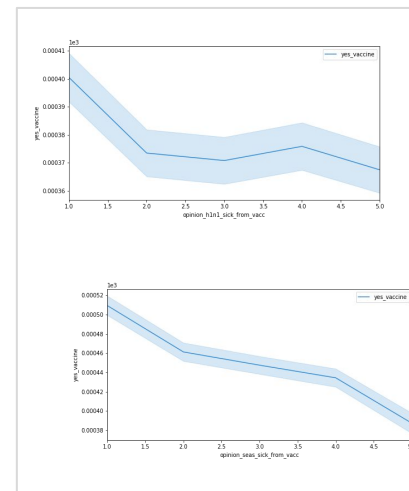 1e3
0.00041
yes_vaccine
0.00040
0.00039
0.00038
0.00037
0.00036
yes_vaccine
1.0 1.5 2.0 2.5 3.0 3.5 4.0 4.5 5.0
opinion_h1n1_sick_from_vacc
1e3
0.00052
yes_vaccine
0.00050
0.00048
0.00046
0.00044
0.00042
0.00040
0.00038
yes_vaccine
1.0 1.5 2.0 2.5 3.0 3.5 4.0 4.5
opinion_seas_sick_from_vacc